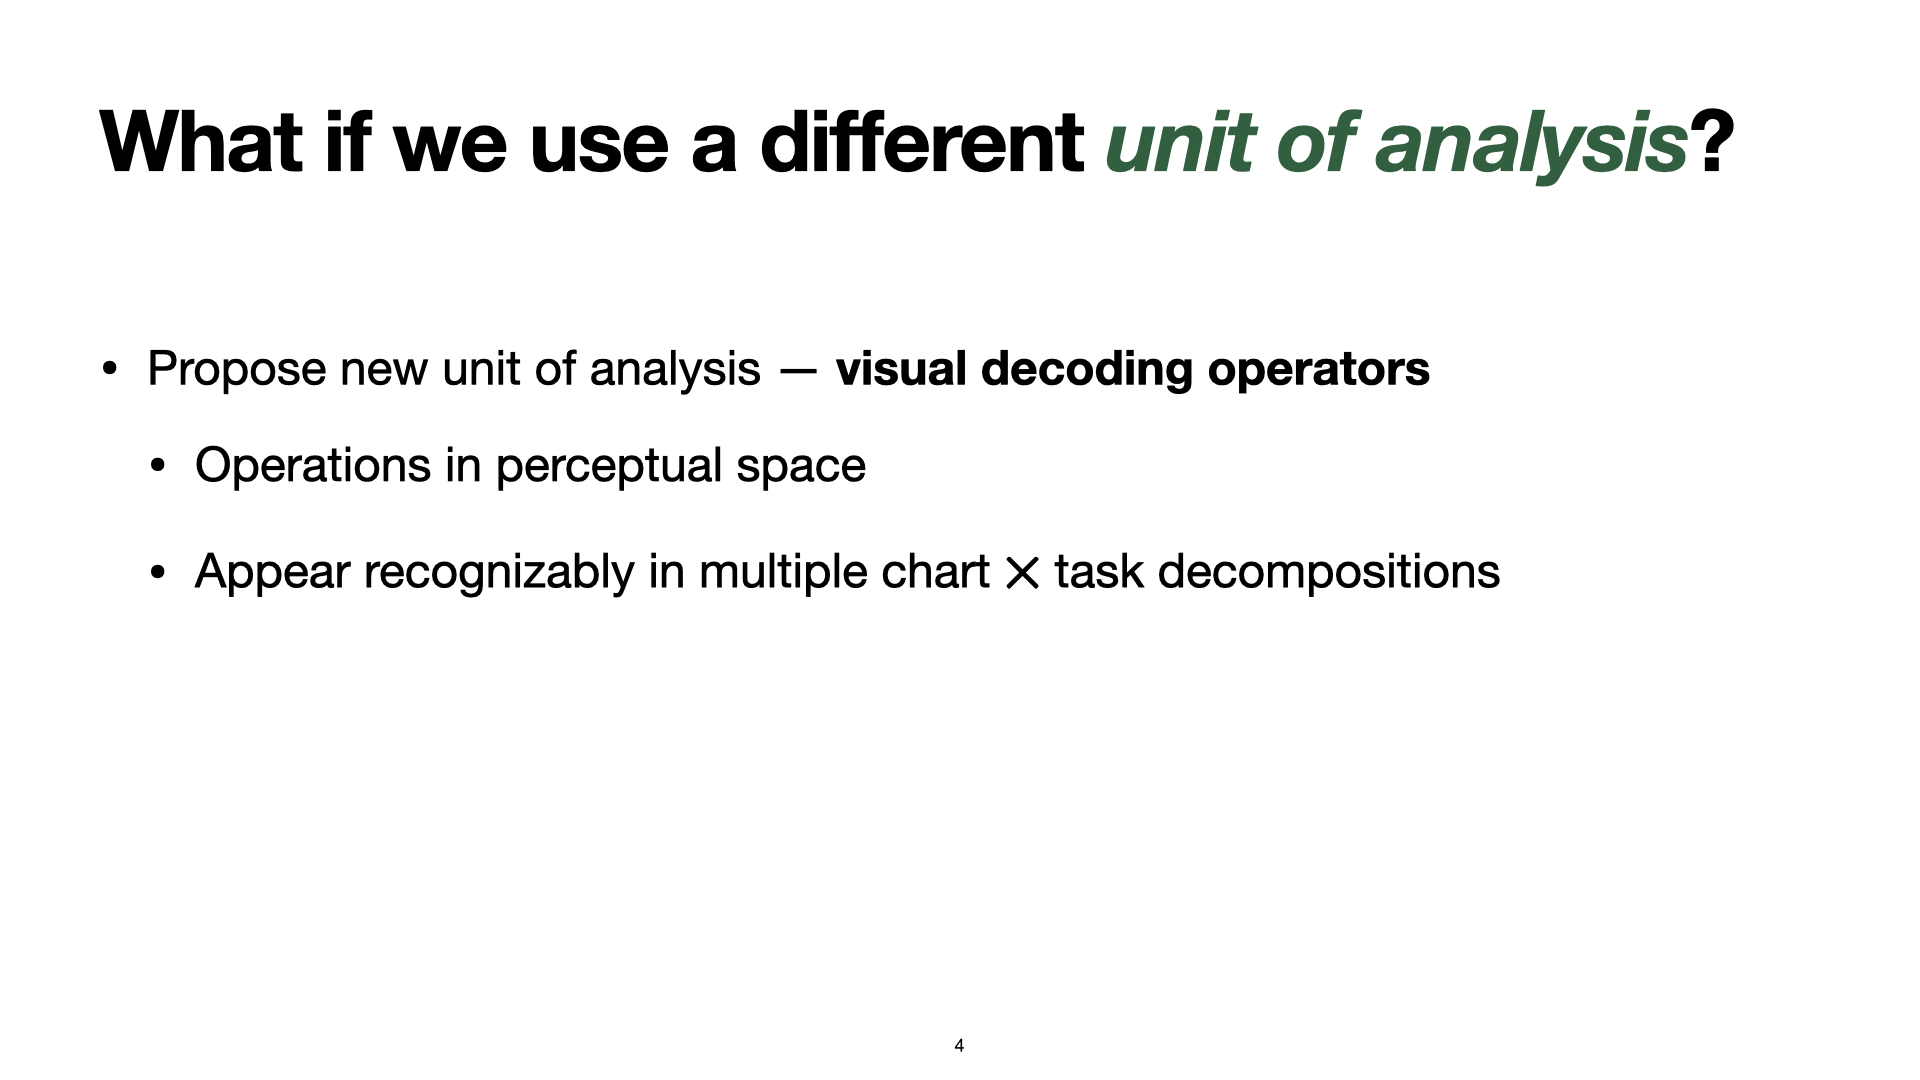 What if we use a different unit of analysis?
• Propose new unit of analysis — visual decoding operators
• Operations in perceptual space
• Appear recognizably in multiple chart ⨉ task decompositions
4